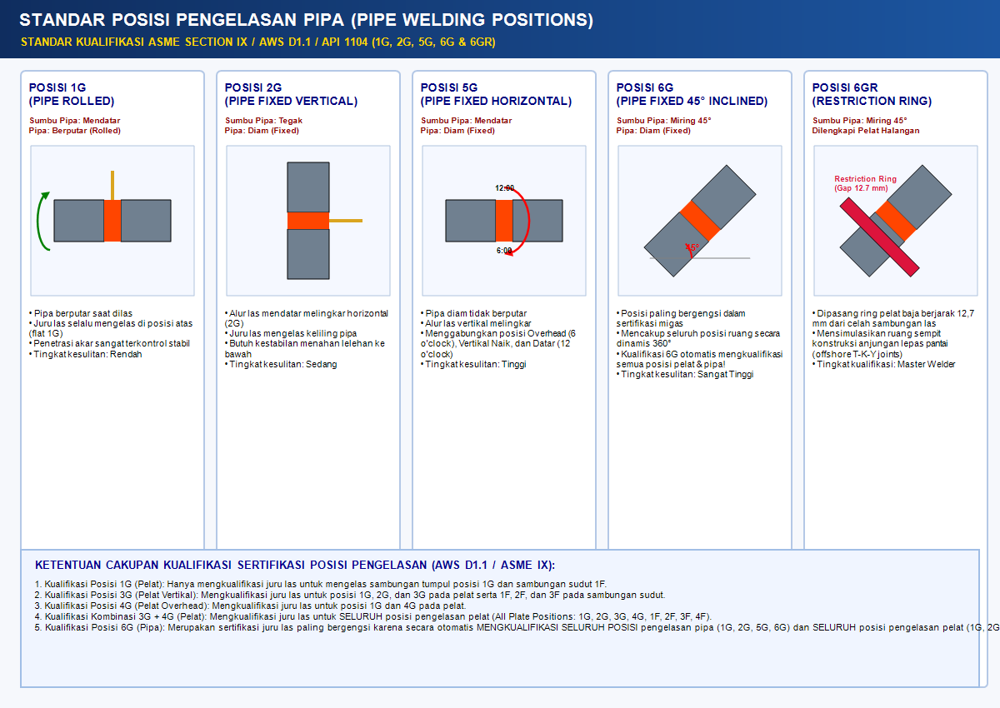 STANDAR POSISI PENGELASAN PIPA (PIPE WELDING POSITIONS)
STANDAR KUALIFIKASI ASME SECTION IX / AWS D1.1 / API 1104 (1G, 2G, 5G, 6G & 6GR)
POSISI 1G
(PIPE ROLLED)
Sumbu Pipa: Mendatar
Pipa: Berputar (Rolled)
• Pipa berputar saat dilas
• Juru las selalu mengelas di posisi atas
(flat 1G)
• Penetrasi akar sangat terkontrol stabil
• Tingkat kesulitan: Rendah
POSISI 2G
(PIPE FIXED VERTICAL)
Sumbu Pipa: Tegak
Pipa: Diam (Fixed)
• Alur las mendatar melingkar horizontal
(2G)
• Juru las mengelas keliling pipa
• Butuh kestabilan menahan lelehan ke
bawah
• Tingkat kesulitan: Sedang
POSISI 5G
(PIPE FIXED HORIZONTAL)
Sumbu Pipa: Mendatar
Pipa: Diam (Fixed)
12:00
6:00
• Pipa diam tidak berputar
• Alur las vertikal melingkar
• Menggabungkan posisi Overhead (6
o'clock), Vertikal Naik, dan Datar (12
o'clock)
• Tingkat kesulitan: Tinggi
POSISI 6G
(PIPE FIXED 45° INCLINED)
Sumbu Pipa: Miring 45°
Pipa: Diam (Fixed)
45°
• Posisi paling bergengsi dalam
sertifikasi migas
• Mencakup seluruh posisi ruang secara
dinamis 360°
• Kualifikasi 6G otomatis mengkualifikasi
semua posisi pelat & pipa!
• Tingkat kesulitan: Sangat Tinggi
POSISI 6GR
(RESTRICTION RING)
Sumbu Pipa: Miring 45°
Dilengkapi Pelat Halangan
Restriction Ring
(Gap 12.7 mm)
• Dipasang ring pelat baja berjarak 12,7
mm dari celah sambungan las
• Mensimulasikan ruang sempit
konstruksi anjungan lepas pantai
(offshore T-K-Y joints)
• Tingkat kualifikasi: Master Welder
KETENTUAN CAKUPAN KUALIFIKASI SERTIFIKASI POSISI PENGELASAN (AWS D1.1 / ASME IX):
1. Kualifikasi Posisi 1G (Pelat): Hanya mengkualifikasi juru las untuk mengelas sambungan tumpul posisi 1G dan sambungan sudut 1F.
2. Kualifikasi Posisi 3G (Pelat Vertikal): Mengkualifikasi juru las untuk posisi 1G, 2G, dan 3G pada pelat serta 1F, 2F, dan 3F pada sambungan sudut.
3. Kualifikasi Posisi 4G (Pelat Overhead): Mengkualifikasi juru las untuk posisi 1G dan 4G pada pelat.
4. Kualifikasi Kombinasi 3G + 4G (Pelat): Mengkualifikasi juru las untuk SELURUH posisi pengelasan pelat (All Plate Positions: 1G, 2G, 3G, 4G, 1F, 2F, 3F, 4F).
5. Kualifikasi Posisi 6G (Pipa): Merupakan sertifikasi juru las paling bergengsi karena secara otomatis MENGKUALIFIKASI SELURUH POSISI pengelasan pipa (1G, 2G, 5G, 6G) dan SELURUH posisi pengelasan pelat (1G, 2G